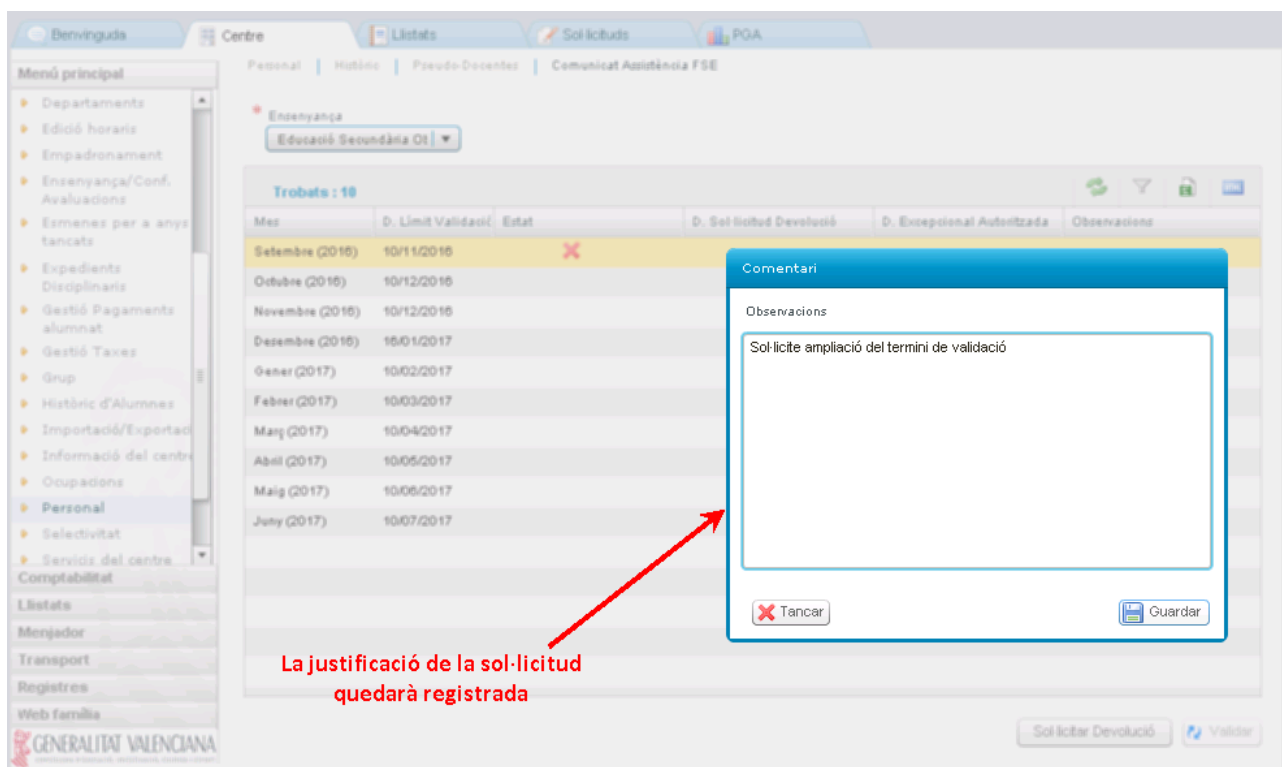 Benvinguda
Centre
Llistats
Sol·licituds
PGA
Menú principal
Personal | Històric | Pseudo-Docentes | Comunicat Assistència FSE
Departaments
Edició horaris
Empadronament
Ensenyança/Conf.
Avaluacions
Esmenes per a anys
tancats
Expedients
Disciplinaris
Gestió Pagaments
alumnat
Gestió Taxes
Grup
Històric d'Alumnes
Importació/Exportaci
Informació del centre
Ocupacions
Personal
Selectivitat
Servicis del centre
Comptabilitat
Llistats
Menjador
Transport
Registres
Web família
GENERALITAT VALENCIANA
* Ensenyança
Educació Secundària Ob
Trobats : 10
Mes D. Límit Validació Estat D. Sol·licitud Devolució D. Excepcional Autoritzada Observacions
Setembre (2016) 10/11/2016
Octubre (2016) 10/12/2016
Novembre (2016) 10/12/2016
Desembre (2016) 16/01/2017
Gener (2017) 10/02/2017
Febrer (2017) 10/03/2017
Març (2017) 10/04/2017
Abril (2017) 10/05/2017
Maig (2017) 10/06/2017
Juny (2017) 10/07/2017
Comentari
Observacions
Sol·licite ampliació del termini de validació
Tancar
Guardar
La justificació de la sol·licitud
quedarà registrada
Sol·licitar Devolució
Validar